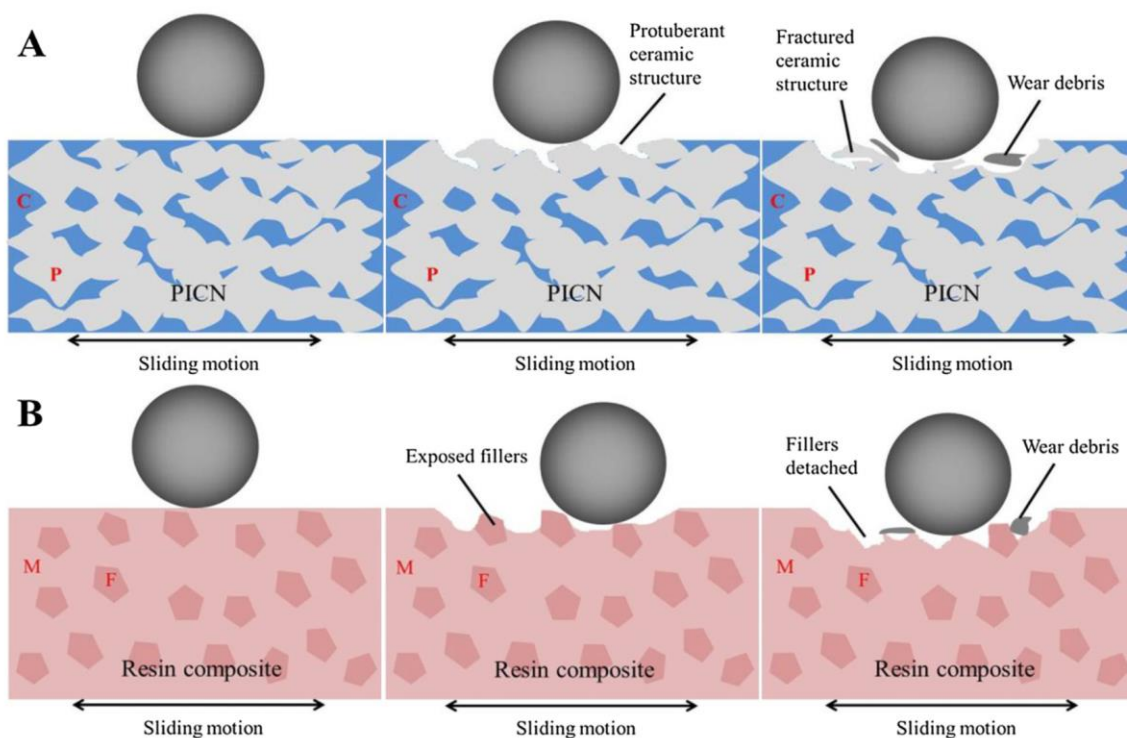 A
Protuberant
ceramic
structure
Fractured
ceramic
structure
Wear debris
C
P
PICN
C
P
PICN
C
P
PICN
Sliding motion
Sliding motion
Sliding motion
B
Exposed fillers
Fillers
detached
Wear debris
M
F
Resin composite
M
F
Resin composite
M
F
Resin composite
Sliding motion
Sliding motion
Sliding motion